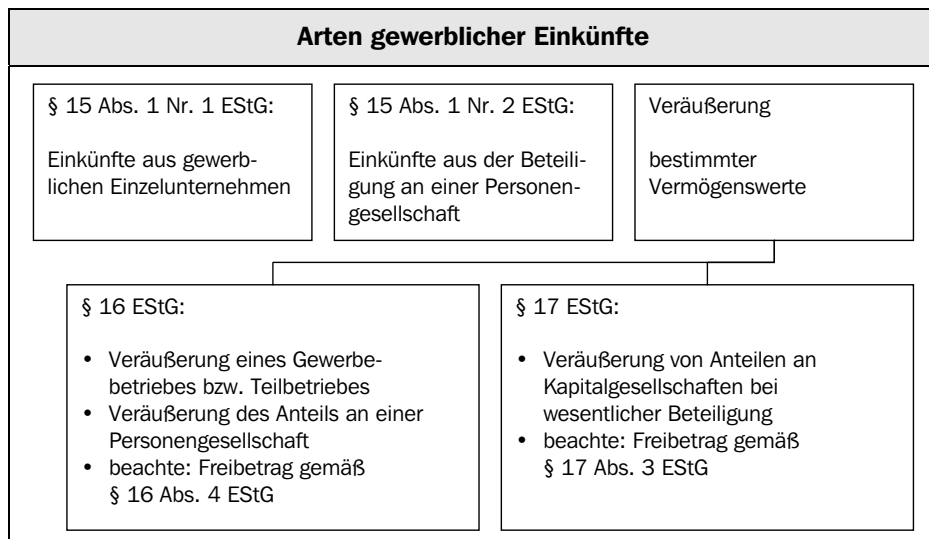 Arten gewerblicher Einkünfte
§ 15 Abs. 1 Nr. 1 EStG:
Einkünfte aus gewerb-
lichen Einzelunternehmen
§ 15 Abs. 1 Nr. 2 EStG:
Einkünfte aus der Beteili-
gung an einer Personen-
gesellschaft
Veräußerung
bestimmter
Vermögenswerte
§ 16 EStG:
• Veräußerung eines Gewerbe-
betriebes bzw. Teilbetriebes
• Veräußerung des Anteils an einer
Personengesellschaft
• beachte: Freibetrag gemäß
§ 16 Abs. 4 EStG
§ 17 EStG:
• Veräußerung von Anteilen an
Kapitalgesellschaften bei
wesentlicher Beteiligung
• beachte: Freibetrag gemäß
§ 17 Abs. 3 EStG